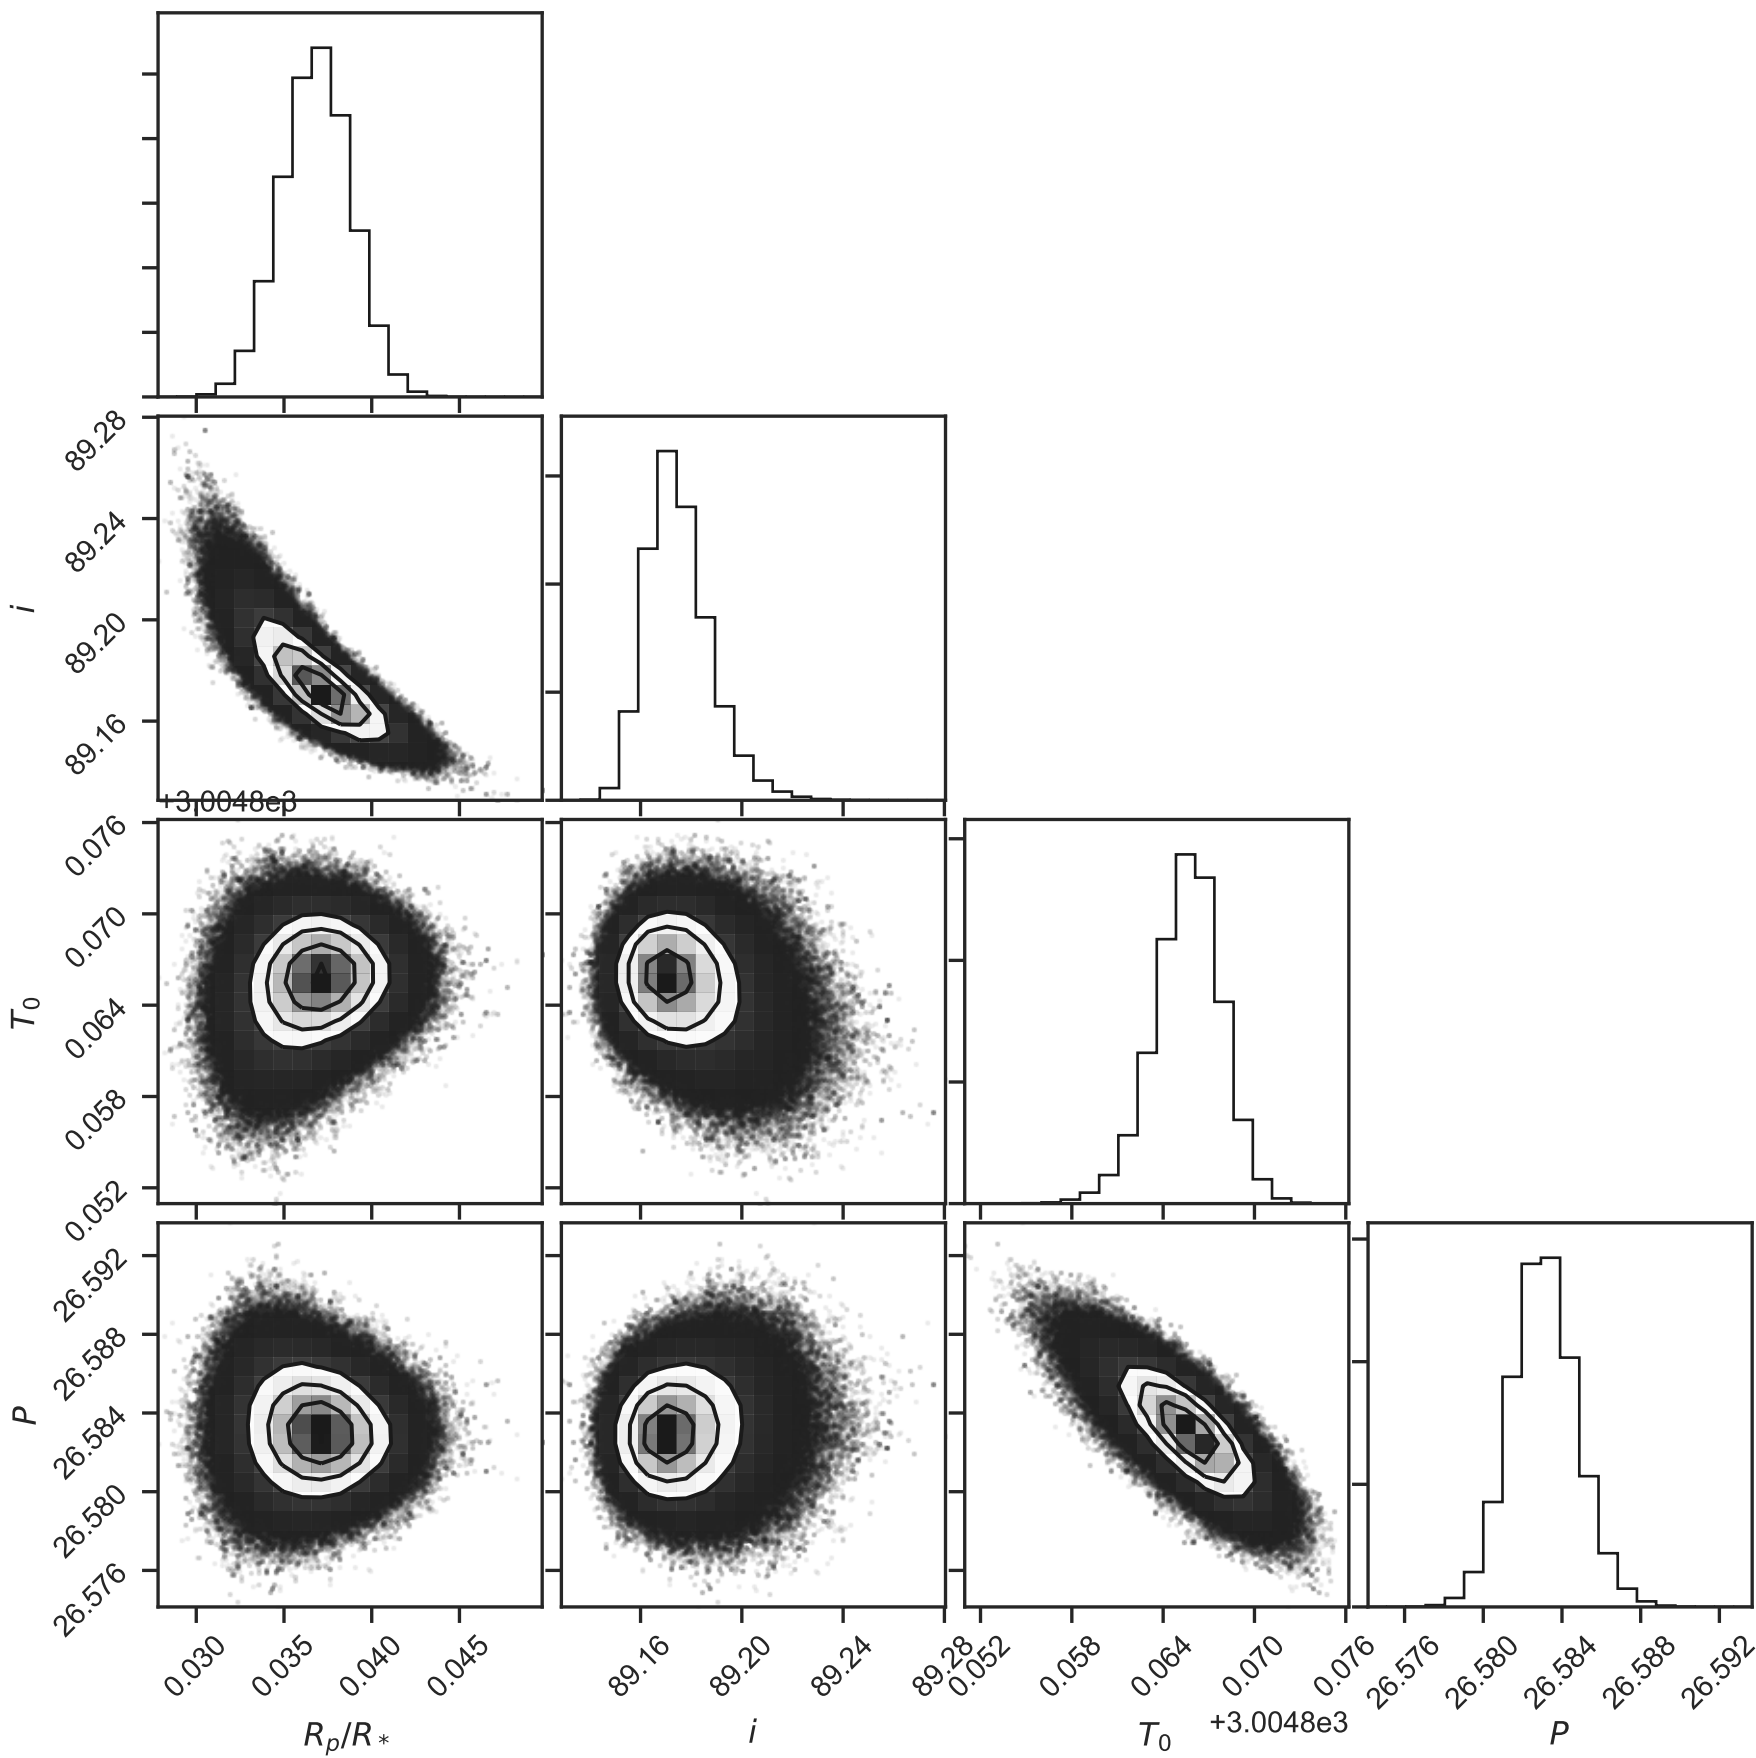 89.28
89.24
89.20
89.16
i
+3.0048e3
0.076
0.070
0.064
0.058
0.052
T0
26.592
26.588
26.584
26.580
26.576
P
0.030 0.035 0.040 0.045
89.16 89.20 89.24 89.28
0.052 0.058 0.064 0.070 0.076
26.576 26.580 26.584 26.588 26.592
Rp/R*
i
T0 +3.0048e3
P